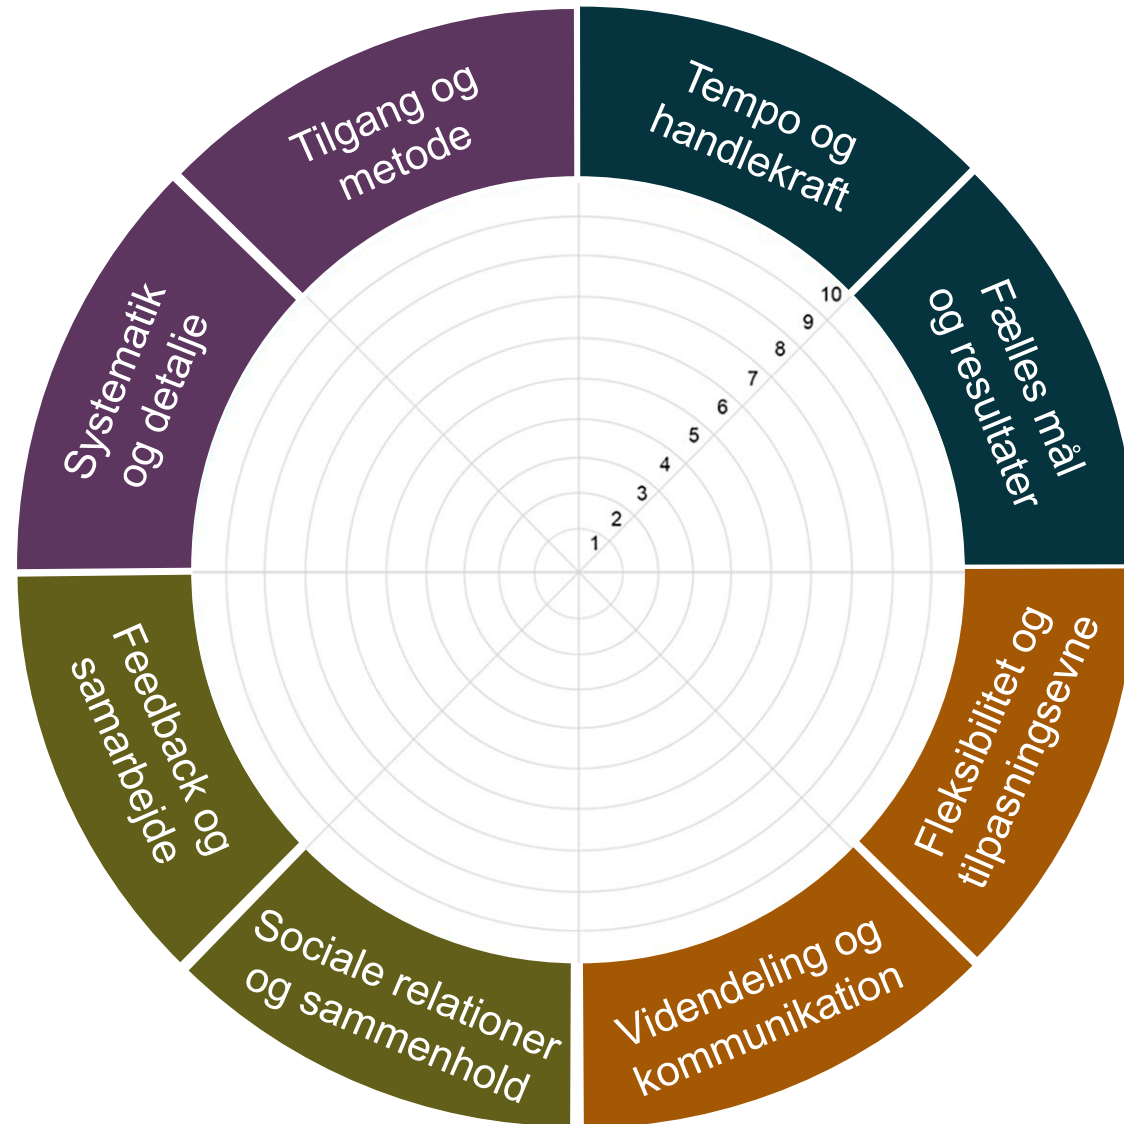 Tempo og
handlekraft
Fælles mål
og resultater
Fleksibilitet og
tilpasningsevne
Videndeling og
kommunikation
Sociale relationer
og sammenhold
Feedback og
samarbejde
Systematik
og detalje
Tilgang og
metode
10
9
8
7
6
5
4
3
2
1